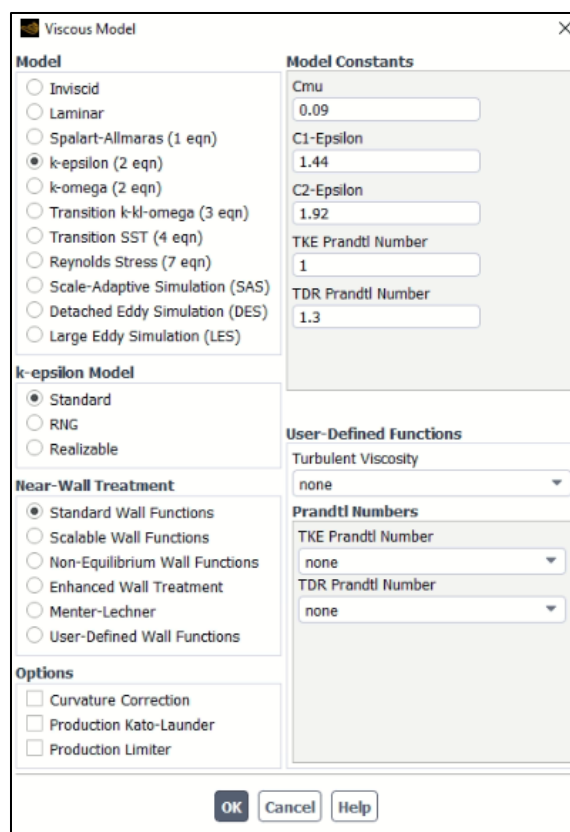 Viscous Model
Model
Inviscid
Laminar
Spalart-Allmaras (1 eqn)
k-epsilon (2 eqn)
k-omega (2 eqn)
Transition k-kl-omega (3 eqn)
Transition SST (4 eqn)
Reynolds Stress (7 eqn)
Scale-Adaptive Simulation (SAS)
Detached Eddy Simulation (DES)
Large Eddy Simulation (LES)
k-epsilon Model
Standard
RNG
Realizable
Near-Wall Treatment
Standard Wall Functions
Scalable Wall Functions
Non-Equilibrium Wall Functions
Enhanced Wall Treatment
Menter-Lechner
User-Defined Wall Functions
Options
Curvature Correction
Production Kato-Launder
Production Limiter
Model Constants
Cmu
0.09
C1-Epsilon
1.44
C2-Epsilon
1.92
TKE Prandtl Number
1
TDR Prandtl Number
1.3
User-Defined Functions
Turbulent Viscosity
none
Prandtl Numbers
TKE Prandtl Number
none
TDR Prandtl Number
none
OK
Cancel
Help